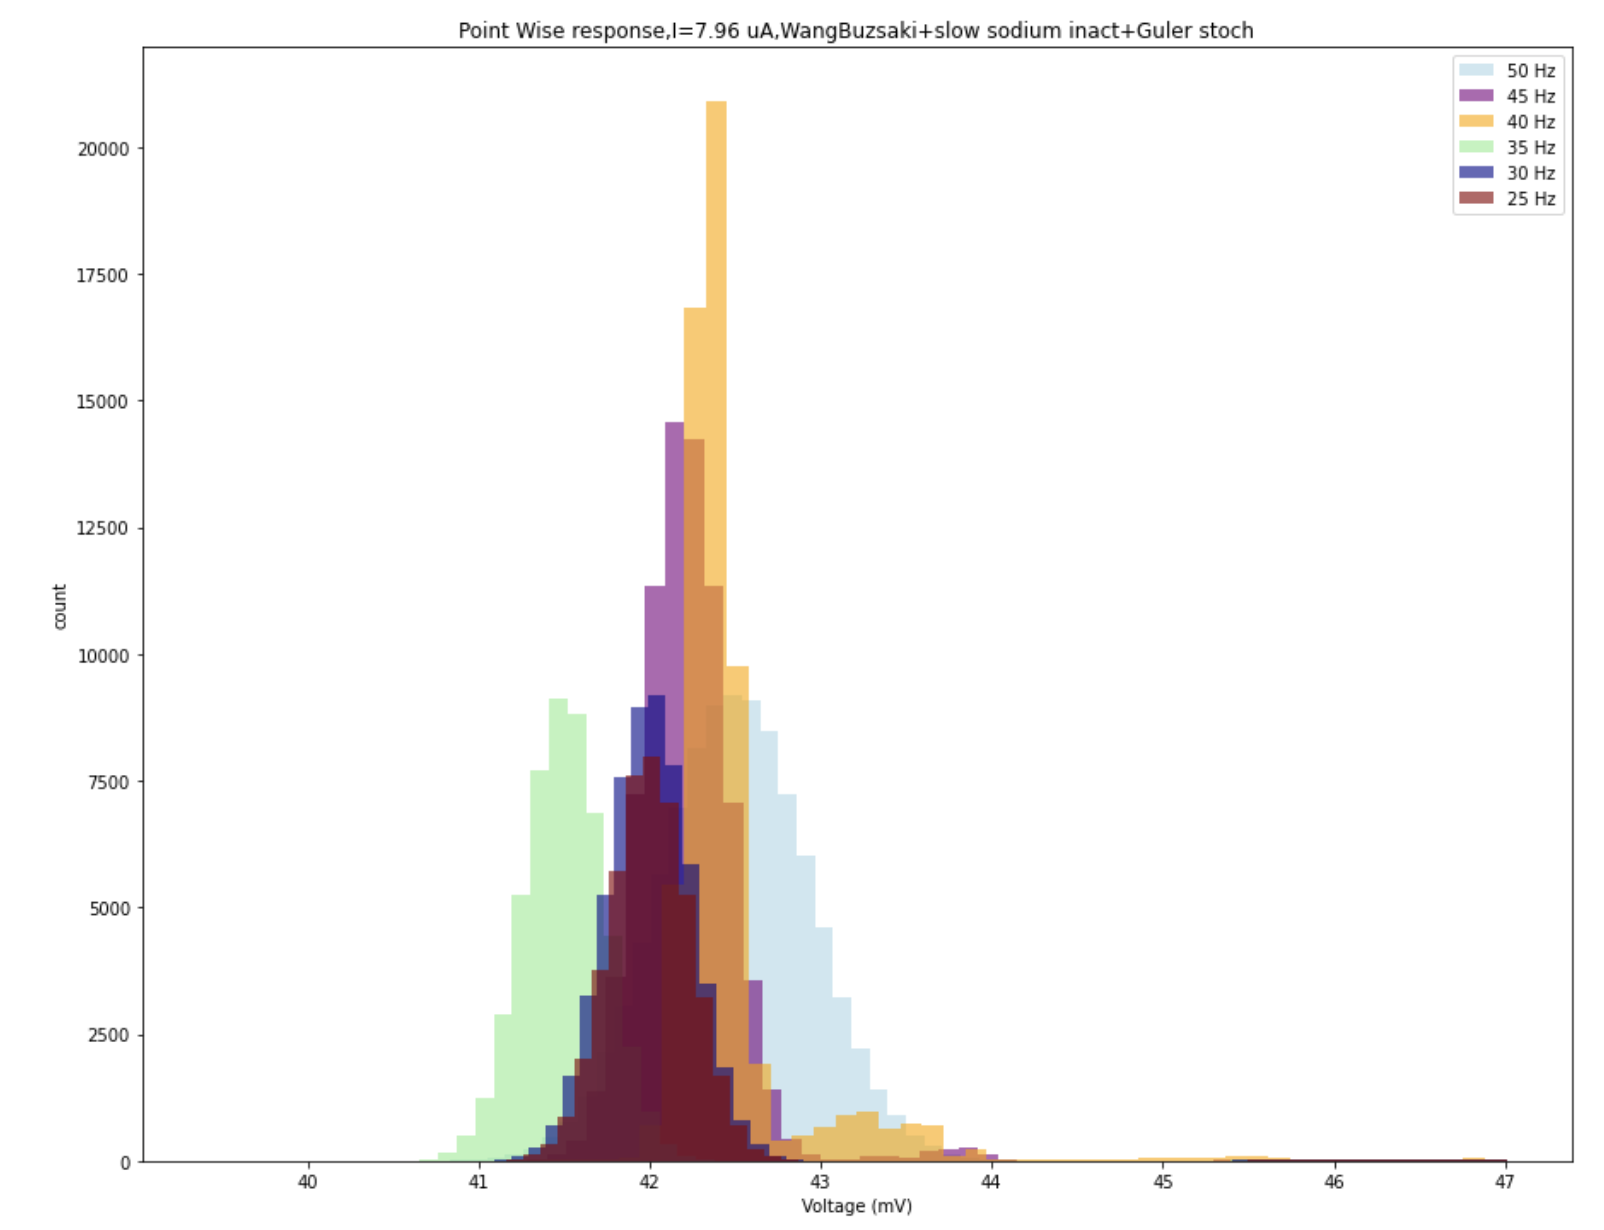 Point Wise response,I=7.96 uA,WangBuzsaki+slow sodium inact+Guler stoch
50 Hz
45 Hz
40 Hz
35 Hz
30 Hz
25 Hz
20000
17500
15000
12500
10000
7500
5000
2500
0
count
40 41 42 43 44 45 46 47
Voltage (mV)